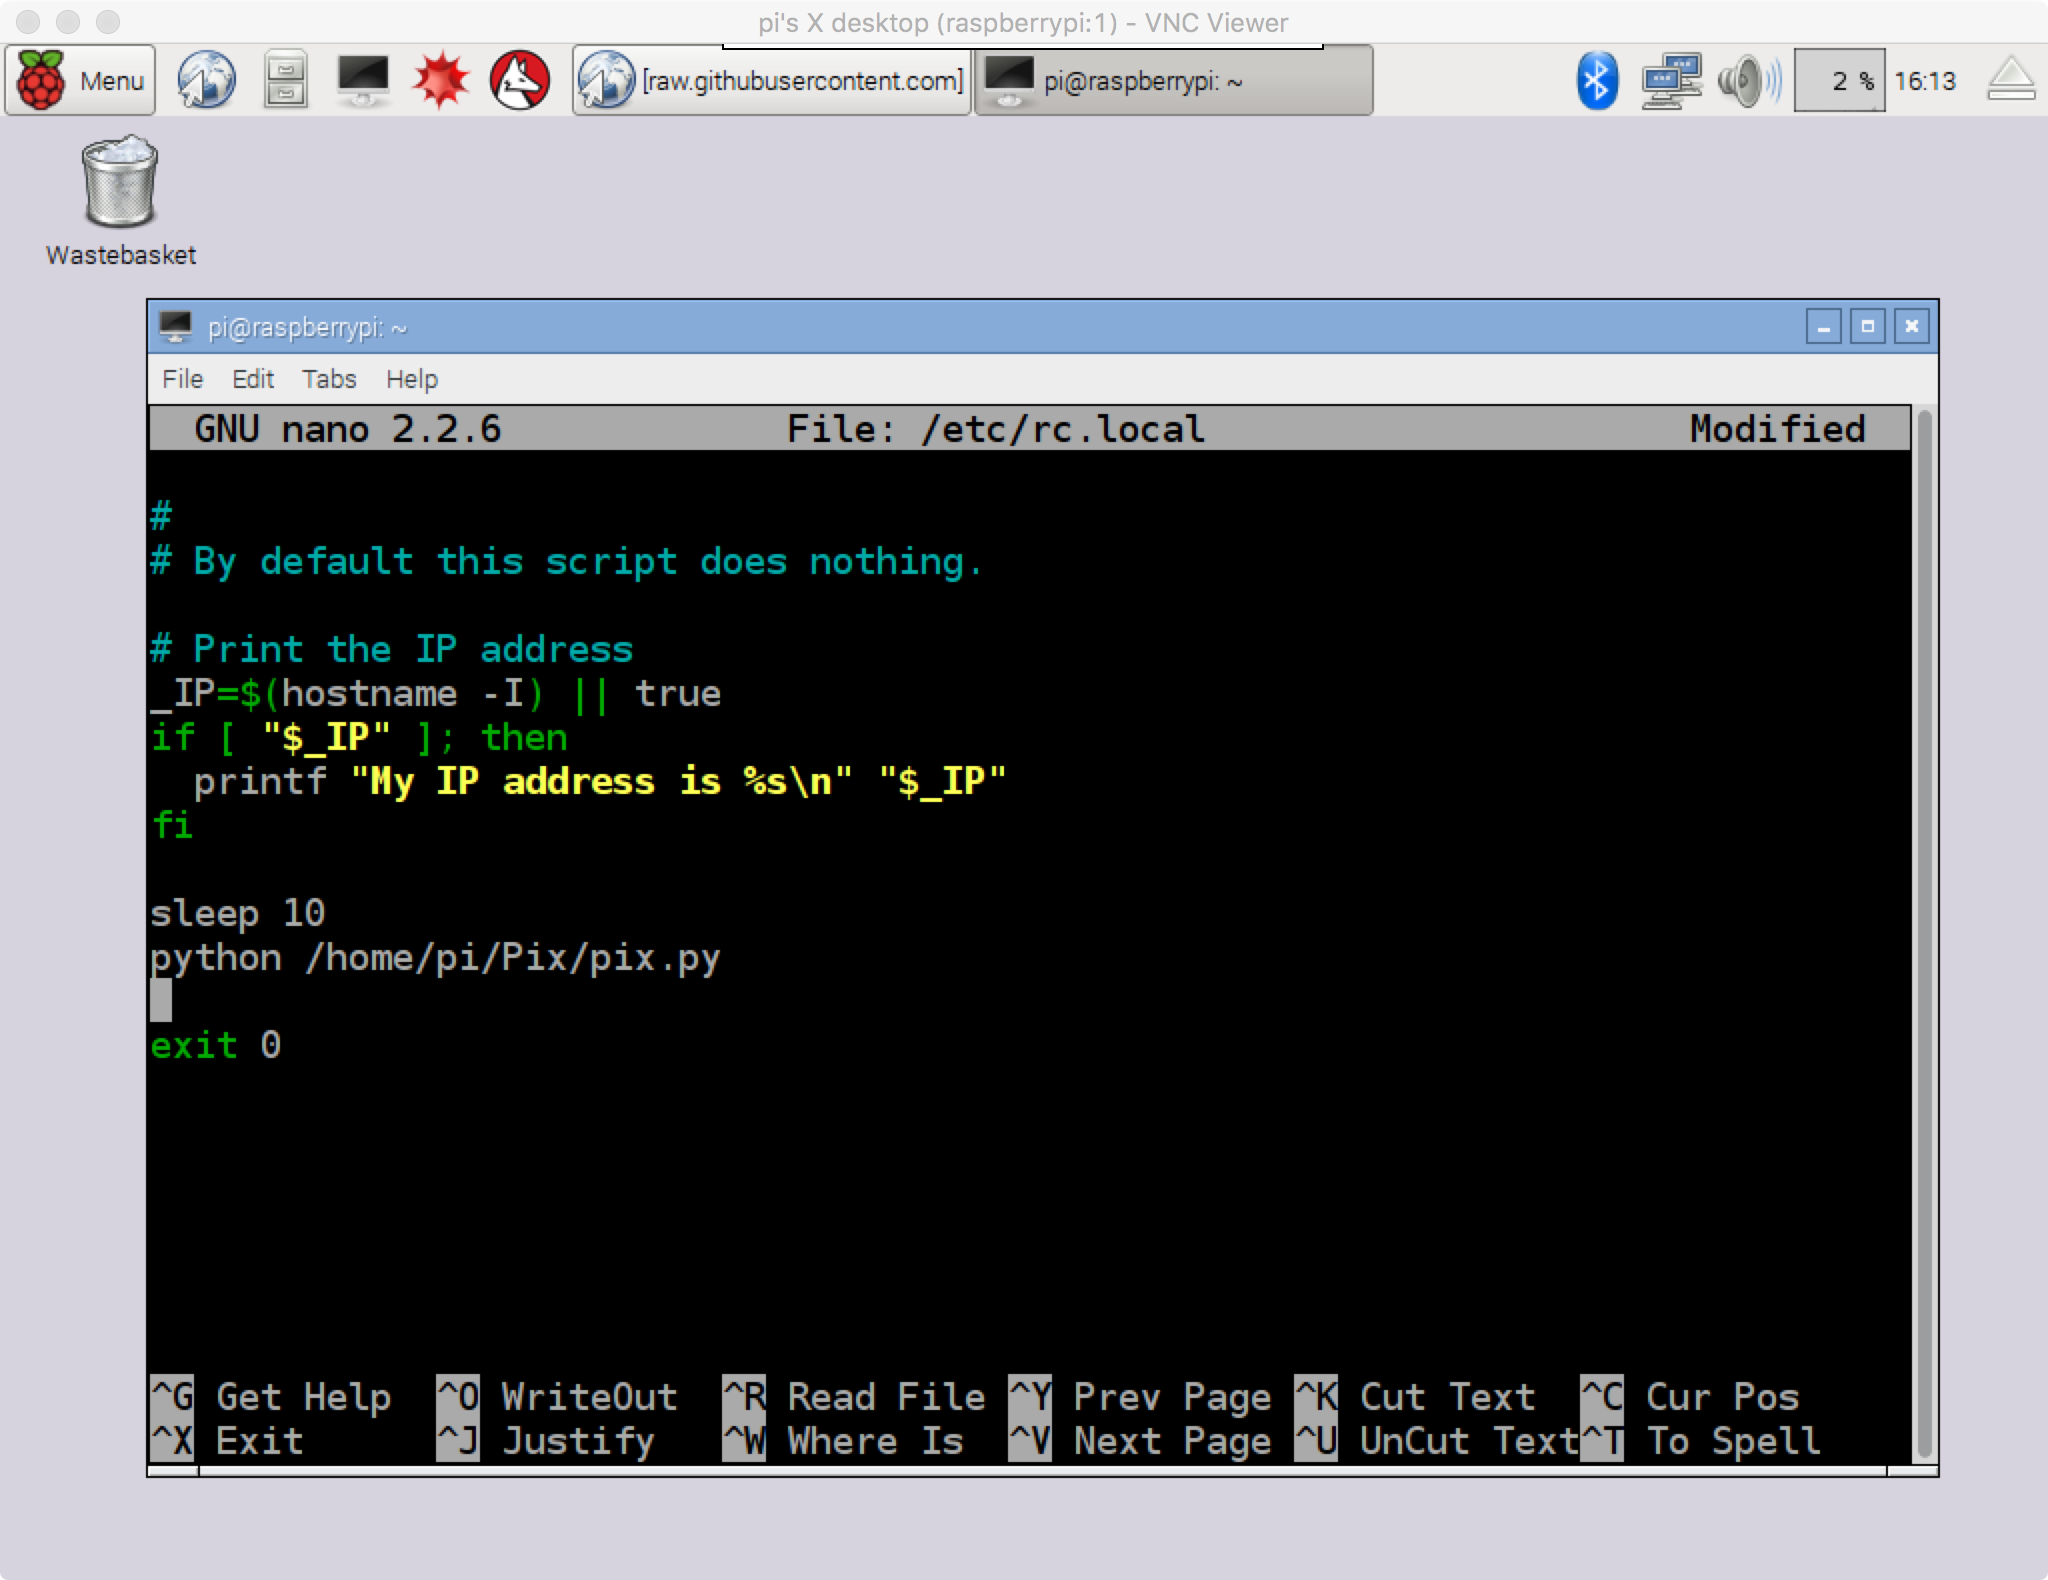 pi's X desktop (raspberrypi:1) - VNC Viewer
Menu
[raw.githubusercontent.com]
pi@raspberrypi: ~
2 %
16:13
Wastebasket
pi@raspberrypi: ~
File Edit Tabs Help
GNU nano 2.2.6 File: /etc/rc.local Modified
#
# By default this script does nothing.
# Print the IP address
_IP=$(hostname -I) || true
if [ "$_IP" ]; then
  printf "My IP address is %s\n" "$_IP"
fi
sleep 10
python /home/pi/Pix/pix.py
exit 0
^G Get Help ^O WriteOut ^R Read File ^Y Prev Page ^K Cut Text ^C Cur Pos
^X Exit ^J Justify ^W Where Is ^V Next Page ^U UnCut Text ^T To Spell